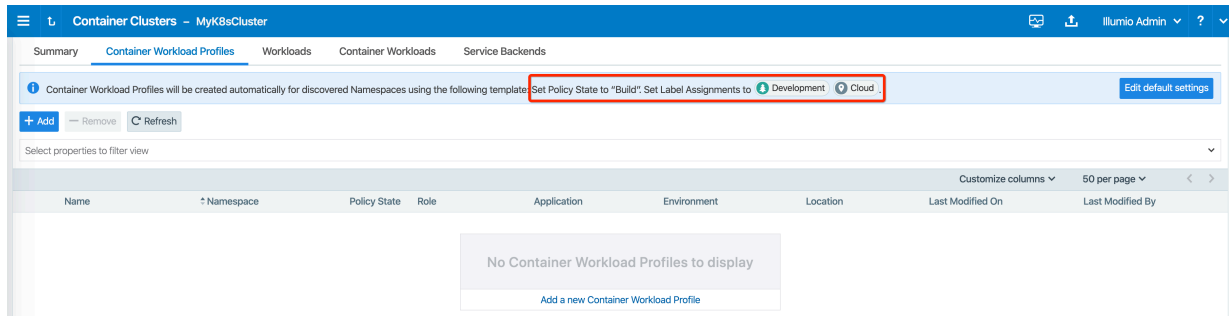 Container Clusters – MyK8sCluster
Illumio Admin ?
Summary Container Workload Profiles Workloads Container Workloads Service Backends
Container Workload Profiles will be created automatically for discovered Namespaces using the following template: Set Policy State to "Build". Set Label Assignments to Development Cloud .
Edit default settings
+ Add – Remove Refresh
Select properties to filter view
Customize columns 50 per page
Name Namespace Policy State Role Application Environment Location Last Modified On Last Modified By
No Container Workload Profiles to display
Add a new Container Workload Profile